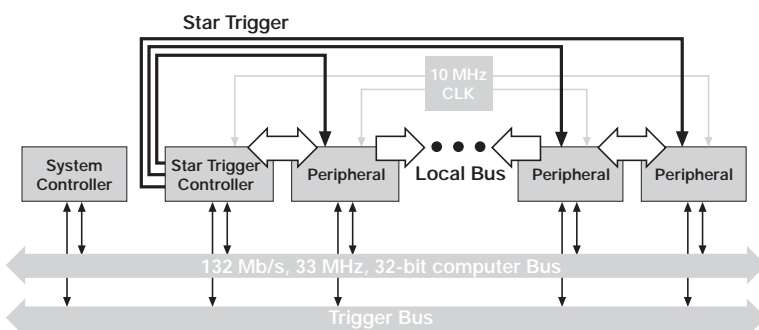 Star Trigger
10 MHz
CLK
System
Controller
Star Trigger
Controller
Peripheral
Local Bus
Peripheral
Peripheral
132 Mb/s, 33 MHz, 32-bit computer Bus
Trigger Bus